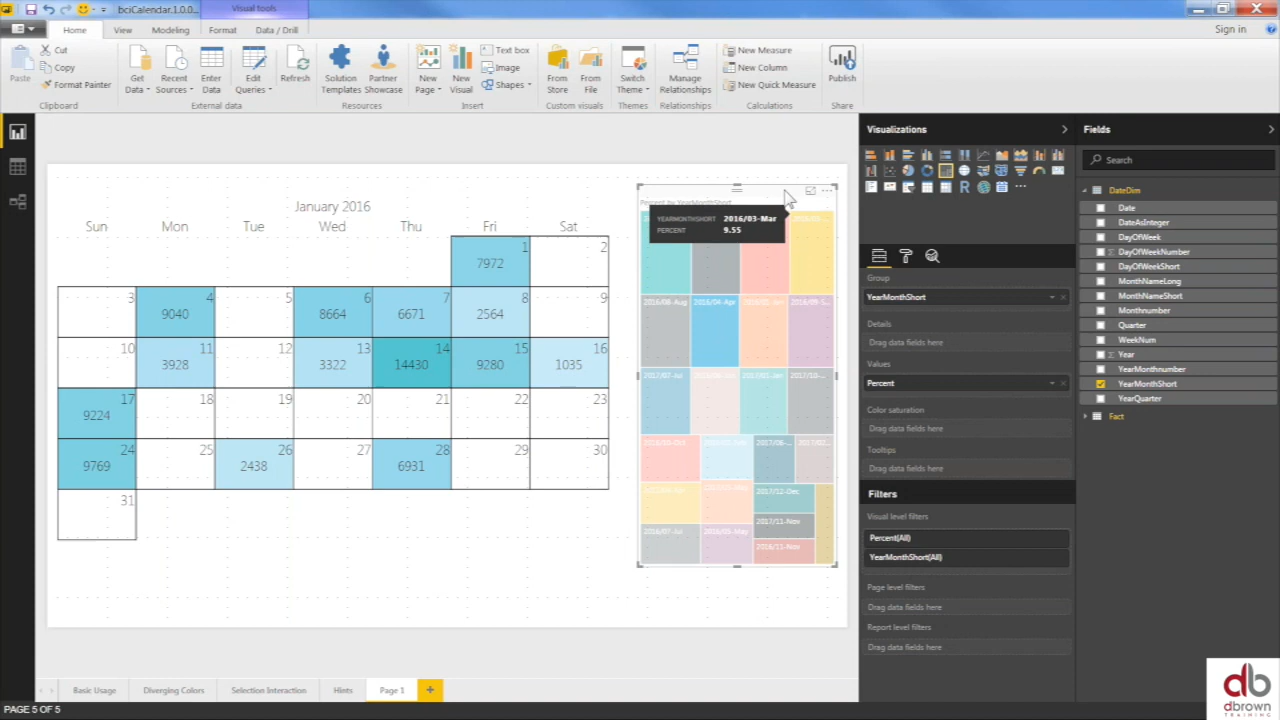 bciCalendar.1.0.0...
Visual tools
Home View Modeling Format Data / Drill
Sign in
Paste
Cut
Copy
Format Painter
Clipboard
Get Data
Recent Sources
Enter Data
Edit Queries
Refresh
External data
Solution Templates
Partner Showcase
Resources
New Page
New Visual
Text box
Image
Shapes
Insert
From Store
From File
Custom visuals
Switch Theme
Themes
Manage Relationships
Relationships
New Measure
New Column
New Quick Measure
Calculations
Publish
Share
January 2016
Sun Mon Tue Wed Thu Fri Sat
1 2
7972
3 4 5 6 7 8 9
9040 8664 6671 2564
10 11 12 13 14 15 16
3928 3322 14430 9280 1035
17 18 19 20 21 22 23
9224
24 25 26 27 28 29 30
9769 2438 6931
31
Percent by YearMonthShort
YEARMONTHSHORT 2016/03-Mar
PERCENT 9.55
2016/08-Aug 2016/04-Apr 2016/09-S...
2017/07-Jul 2017/01-Jan 2017/10-...
2017/06-... 2017/02...
2017/12-Dec
2017/11-Nov
2016/07-Jul 2016/05-May
2016/11-Nov
Visualizations
Group
YearMonthShort
Details
Drag data fields here
Values
Percent
Color saturation
Drag data fields here
Tooltips
Drag data fields here
Filters
Visual level filters
Percent(All)
YearMonthShort(All)
Page level filters
Drag data fields here
Report level filters
Drag data fields here
Fields
Search
DateDim
Date
DateAsInteger
DayOfWeek
DayOfWeekNumber
DayOfWeekShort
MonthNameLong
MonthNameShort
Monthnumber
Quarter
WeekNum
Year
YearMonthnumber
YearMonthShort
YearQuarter
Fact
Basic Usage Diverging Colors Selection Interaction Hints Page 1
PAGE 5 OF 5
db
dbrown
TRAINING